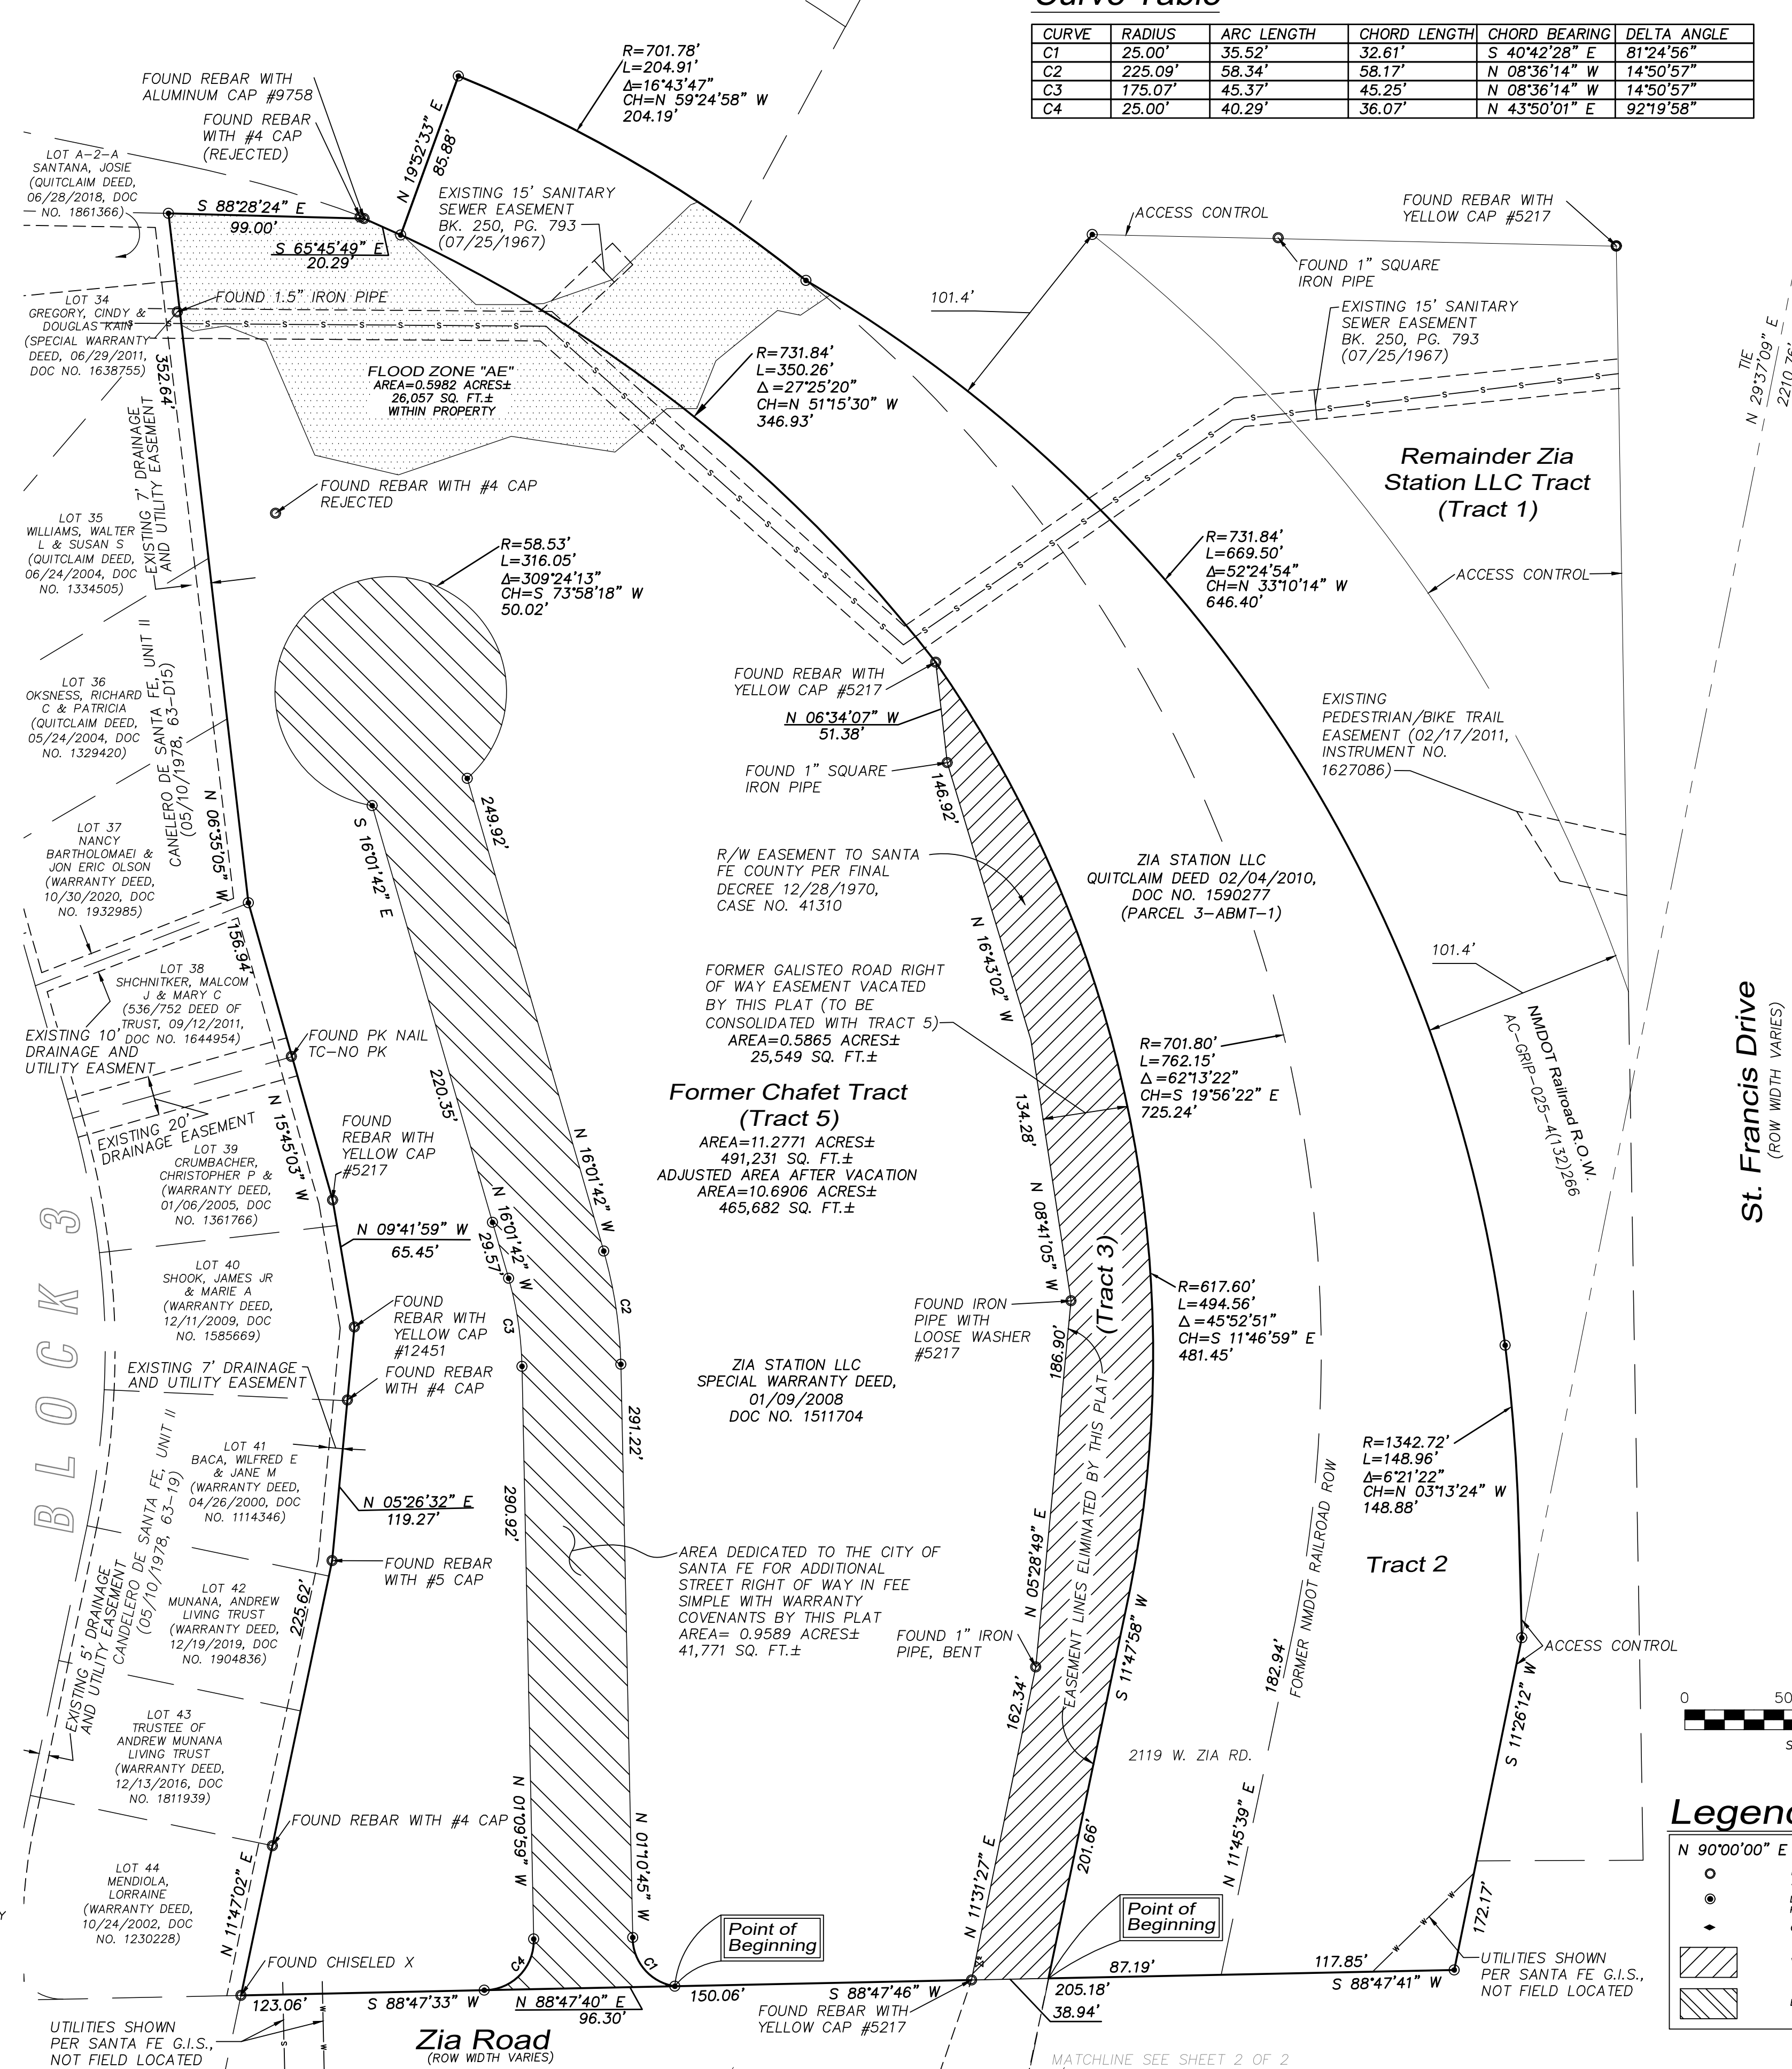 Curve Table
CURVE RADIUS ARC LENGTH CHORD LENGTH CHORD BEARING DELTA ANGLE
C1 25.00' 35.52' 32.61' S 40°42'28" E 81°24'56"
C2 225.09' 58.34' 58.17' N 08°36'14" W 14°50'57"
C3 175.07' 45.37' 45.25' N 08°36'14" W 14°50'57"
C4 25.00' 40.29' 36.07' N 43°50'01" E 92°19'58"
R=701.78'
L=204.91'
Δ=16°43'47"
CH=N 59°24'58" W
204.19'
FOUND REBAR WITH
ALUMINUM CAP #9758
FOUND REBAR
WITH #4 CAP
(REJECTED)
N 19°52'33" E
85.88'
LOT A-2-A
SANTANA, JOSIE
(QUITCLAIM DEED,
06/28/2018, DOC
NO. 1861366)
S 88°28'24" E
99.00'
S 65°45'49" E
20.29'
EXISTING 15' SANITARY
SEWER EASEMENT
BK. 250, PG. 793
(07/25/1967)
ACCESS CONTROL
FOUND REBAR WITH
YELLOW CAP #5217
FOUND 1" SQUARE
IRON PIPE
101.4'
EXISTING 15' SANITARY
SEWER EASEMENT
BK. 250, PG. 793
(07/25/1967)
TIE
N 29°37'09" E
2210.76'
LOT 34
GREGORY, CINDY &
DOUGLAS KAIN
(SPECIAL WARRANTY
DEED, 06/29/2011,
DOC NO. 1638755)
FOUND 1.5" IRON PIPE
S S S S S S S S S S
352.64'
FLOOD ZONE "AE"
AREA=0.5982 ACRES±
26,057 SQ. FT.±
WITHIN PROPERTY
R=731.84'
L=350.26'
Δ=27°25'20"
CH=N 51°15'30" W
346.93'
Remainder Zia
Station LLC Tract
(Tract 1)
EXISTING 7' DRAINAGE
AND UTILITY EASEMENT
FOUND REBAR WITH #4 CAP
REJECTED
LOT 35
WILLIAMS, WALTER
L & SUSAN S
(QUITCLAIM DEED,
06/24/2004, DOC
NO. 1334505)
R=58.53'
L=316.05'
Δ=309°24'13"
CH=S 73°58'18" W
50.02'
R=731.84'
L=669.50'
Δ=52°24'54"
CH=N 33°10'14" W
646.40'
ACCESS CONTROL
LOT 36
OKSNESS, RICHARD
C & PATRICIA
(QUITCLAIM DEED,
05/24/2004, DOC
NO. 1329420)
CANELERO DE SANTA FE, UNIT II
(05/10/1978, 63-D15)
N 06°35'05" W
FOUND REBAR WITH
YELLOW CAP #5217
N 06°34'07" W
51.38'
FOUND 1" SQUARE
IRON PIPE
146.92'
EXISTING
PEDESTRIAN/BIKE TRAIL
EASEMENT (02/17/2011,
INSTRUMENT NO.
1627086)
LOT 37
NANCY
BARTHOLOMAEI &
JON ERIC OLSON
(WARRANTY DEED,
10/30/2020, DOC
NO. 1932985)
S 16°01'42" E
249.92'
R/W EASEMENT TO SANTA
FE COUNTY PER FINAL
DECREE 12/28/1970,
CASE NO. 41310
ZIA STATION LLC
QUITCLAIM DEED 02/04/2010,
DOC NO. 1590277
(PARCEL 3-ABMT-1)
156.94'
LOT 38
SHCHNITKER, MALCOM
J & MARY C
(536/752 DEED OF
TRUST, 09/12/2011,
DOC NO. 1644954)
N 16°43'02" W
101.4'
FORMER GALISTEO ROAD RIGHT
OF WAY EASEMENT VACATED
BY THIS PLAT (TO BE
CONSOLIDATED WITH TRACT 5)
AREA=0.5865 ACRES±
25,549 SQ. FT.±
EXISTING 10'
DRAINAGE AND
UTILITY EASMENT
FOUND PK NAIL
TC-NO PK
NMDOT Railroad R.O.W.
AC-GRIP-025-4(132)266
St. Francis Drive
(ROW WIDTH VARIES)
R=701.80'
L=762.15'
Δ=62°13'22"
CH=S 19°56'22" E
725.24'
220.35'
Former Chafet Tract
(Tract 5)
AREA=11.2771 ACRES±
491,231 SQ. FT.±
ADJUSTED AREA AFTER VACATION
AREA=10.6906 ACRES±
465,682 SQ. FT.±
134.28'
EXISTING 20'
DRAINAGE EASEMENT
N 15°45'03" W
FOUND
REBAR WITH
YELLOW CAP
#5217
N 16°01'42" W
LOT 39
CRUMBACHER,
CHRISTOPHER P &
(WARRANTY DEED,
01/06/2005, DOC
NO. 1361766)
BLOCK 3
N 09°41'59" W
65.45'
N 16°01'42" W
29.57'
N 08°41'05" W
(Tract 3)
LOT 40
SHOOK, JAMES JR
& MARIE A
(WARRANTY DEED,
12/11/2009, DOC
NO. 1585669)
FOUND
REBAR WITH
YELLOW CAP
#12451
C3
C2
FOUND IRON
PIPE WITH
LOOSE WASHER
#5217
R=617.60'
L=494.56'
Δ=45°52'51"
CH=S 11°46'59" E
481.45'
EXISTING 7' DRAINAGE
AND UTILITY EASEMENT
FOUND REBAR
WITH #4 CAP
ZIA STATION LLC
SPECIAL WARRANTY DEED,
01/09/2008
DOC NO. 1511704
186.90'
EASEMENT LINES ELIMINATED BY THIS PLAT
291.22'
R=1342.72'
L=148.96'
Δ=6°21'22"
CH=N 03°13'24" W
148.88'
LOT 41
BACA, WILFRED E
& JANE M
(WARRANTY DEED,
04/26/2000, DOC
NO. 1114346)
N 05°26'32" E
119.27'
290.92'
CANDELERO DE SANTA FE, UNIT II
(05/10/1978, 63-19)
EXISTING 5' DRAINAGE
AND UTILITY EASEMENT
FOUND REBAR
WITH #5 CAP
AREA DEDICATED TO THE CITY OF
SANTA FE FOR ADDITIONAL
STREET RIGHT OF WAY IN FEE
SIMPLE WITH WARRANTY
COVENANTS BY THIS PLAT
AREA= 0.9589 ACRES±
41,771 SQ. FT.±
N 05°28'49" E
Tract 2
LOT 42
MUNANA, ANDREW
LIVING TRUST
(WARRANTY DEED,
12/19/2019, DOC
NO. 1904836)
225.62'
FOUND 1" IRON
PIPE, BENT
S 11°47'58" W
182.94'
FORMER NMDOT RAILROAD ROW
ACCESS CONTROL
162.34'
S 11°26'12" W
LOT 43
TRUSTEE OF
ANDREW MUNANA
LIVING TRUST
(WARRANTY DEED,
12/13/2016, DOC
NO. 1811939)
2119 W. ZIA RD.
0 50
FOUND REBAR WITH #4 CAP
N 01°09'59" W
N 01°10'45" W
201.66'
N 11°45'39" E
Legend
N 90°00'00" E
LOT 44
MENDIOLA,
LORRAINE
(WARRANTY DEED,
10/24/2002, DOC
NO. 1230228)
N 11°47'02" E
N 11°31'27" E
172.17'
FOUND CHISELED X
C4
C1
Point of
Beginning
Point of
Beginning
UTILITIES SHOWN
PER SANTA FE G.I.S.,
NOT FIELD LOCATED
123.06'
S 88°47'33" W
N 88°47'40" E
96.30'
150.06'
S 88°47'46" W
87.19'
117.85'
S 88°47'41" W
205.18'
38.94'
FOUND REBAR WITH
YELLOW CAP #5217
UTILITIES SHOWN
PER SANTA FE G.I.S.,
NOT FIELD LOCATED
Zia Road
(ROW WIDTH VARIES)
MATCHLINE SEE SHEET 2 OF 2